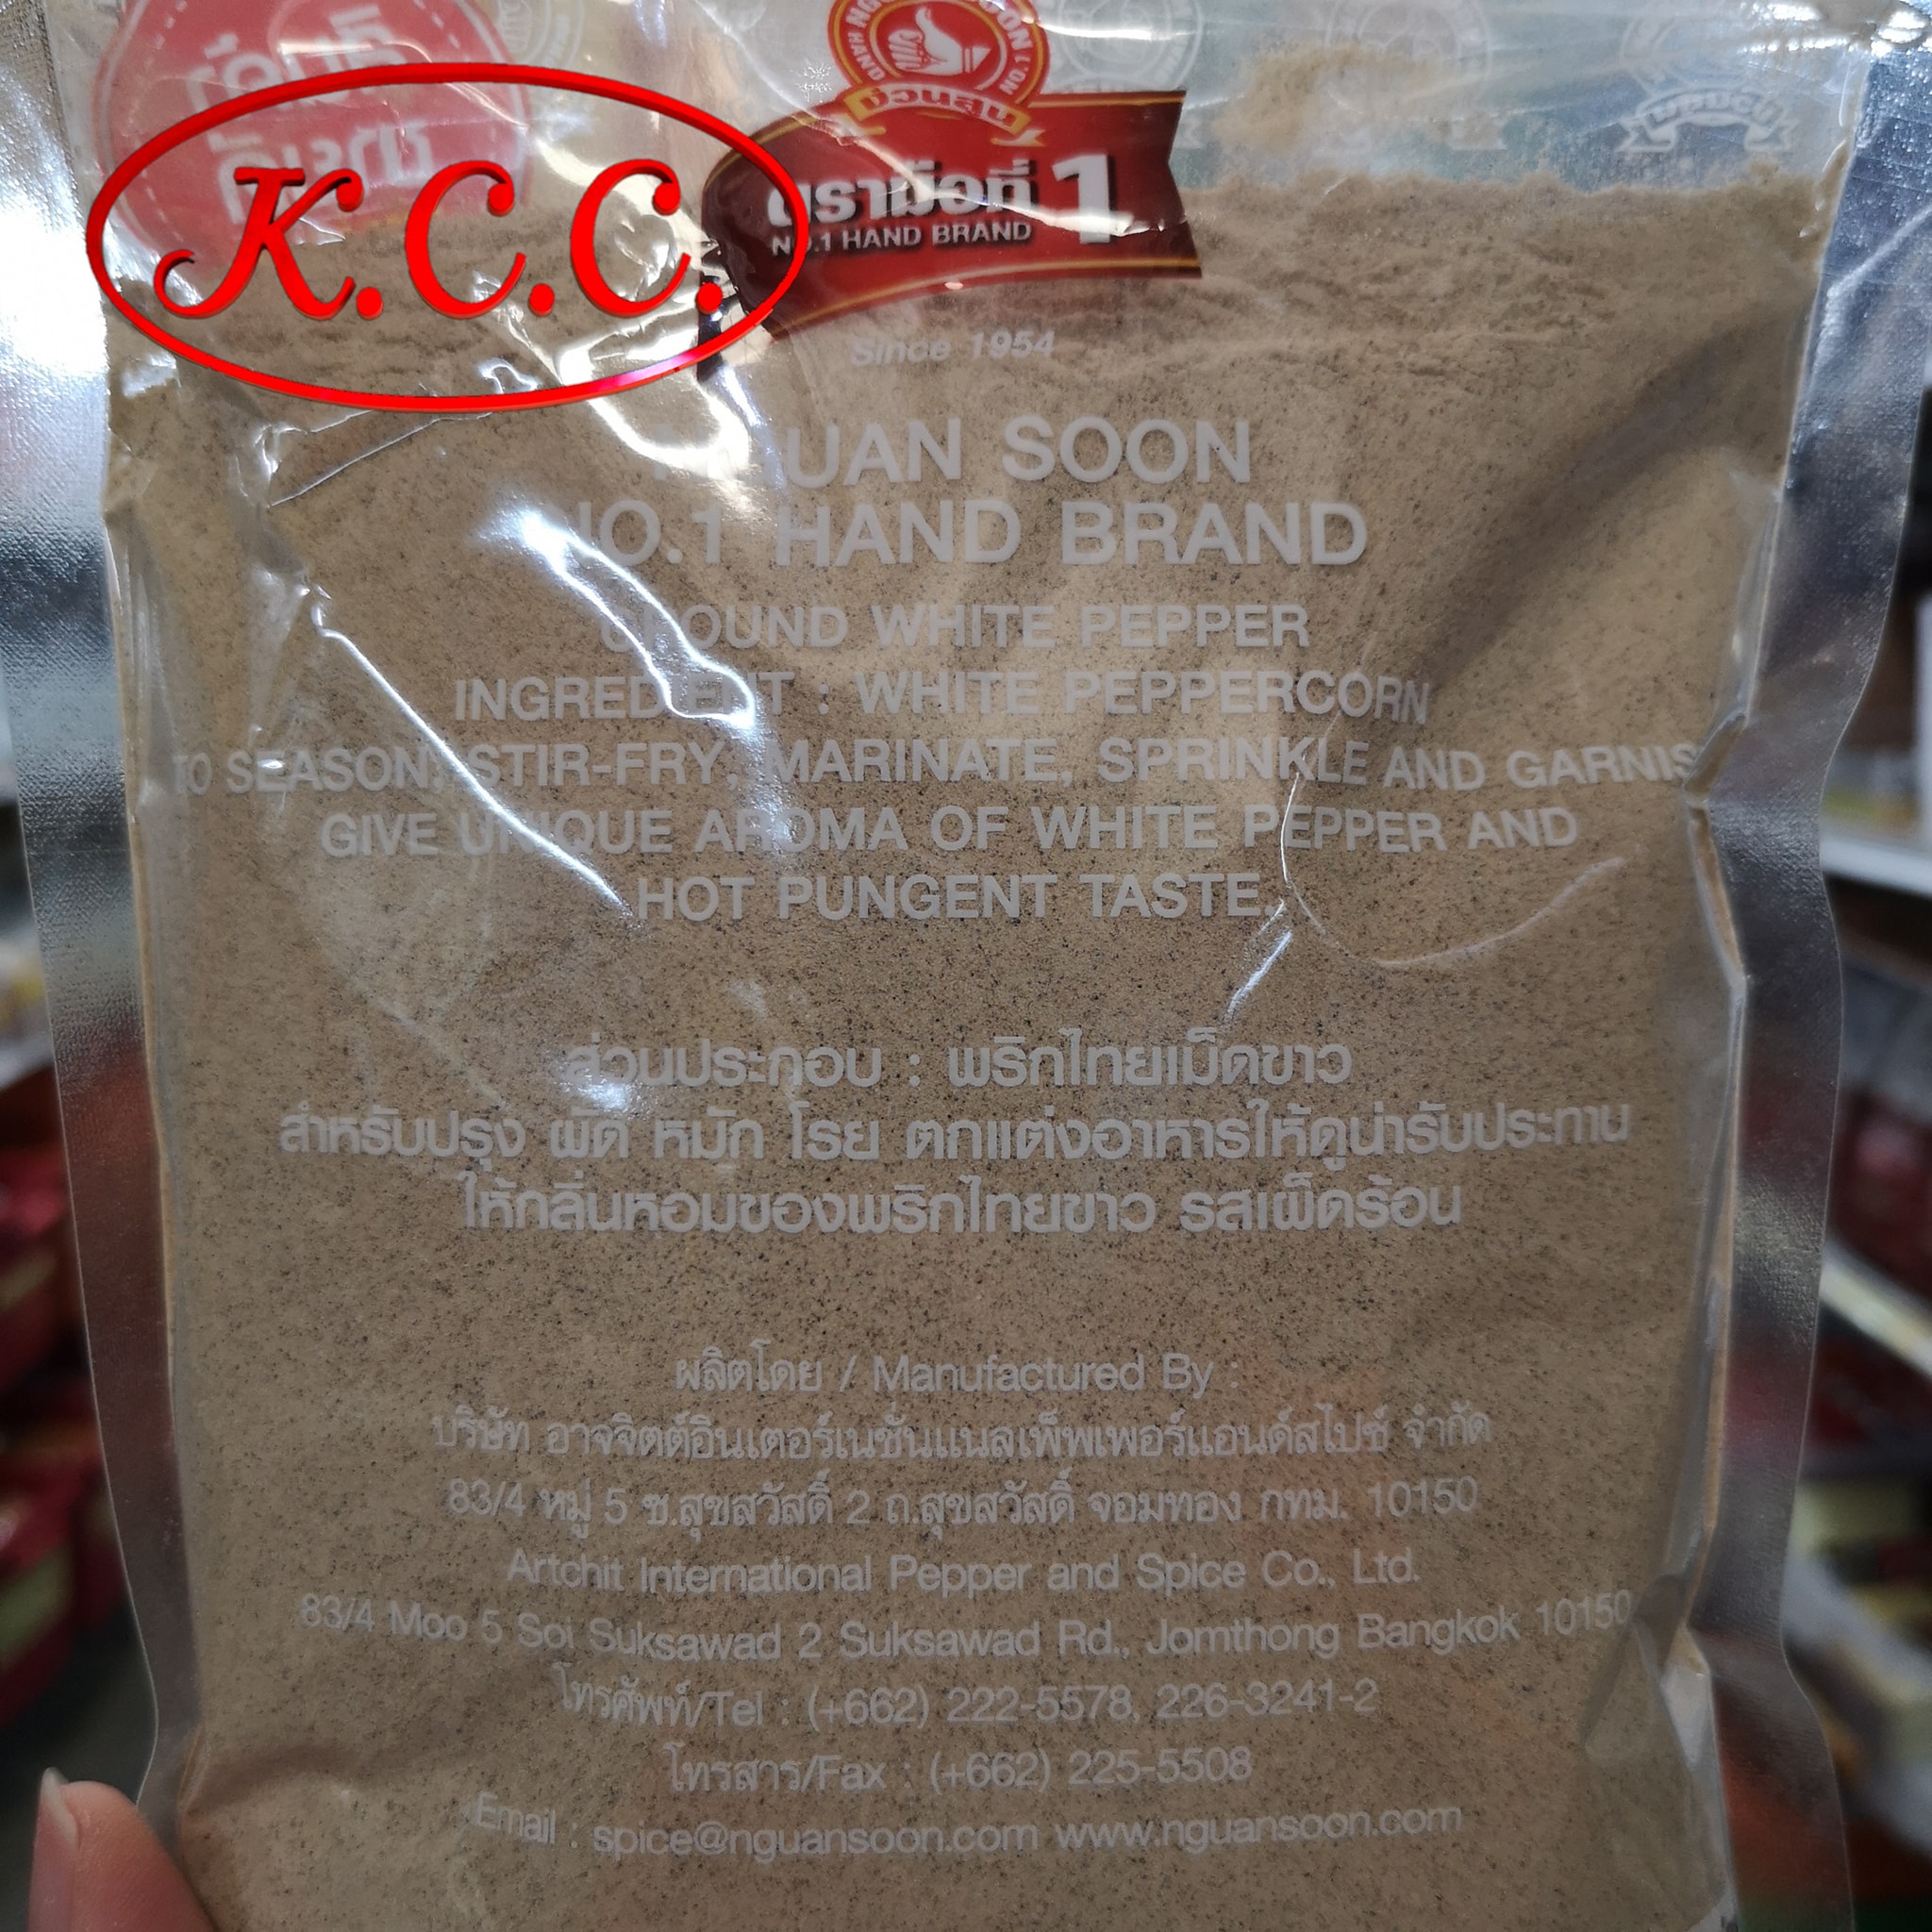 K.C.C.
ง่วนสูน
ตรามือที่ 1
NO.1 HAND BRAND
Since 1954
UAN SOON
NO.1 HAND BRAND
GROUND WHITE PEPPER
INGREDIENT : WHITE PEPPERCORN
TO SEASON, STIR-FRY, MARINATE, SPRINKLE AND GARNIS
GIVE UNIQUE AROMA OF WHITE PEPPER AND
HOT PUNGENT TASTE.
ส่วนประกอบ : พริกไทยเม็ดขาว
สำหรับปรุง ผัด หมัก โรย ตกแต่งอาหารให้ดูน่ารับประทาน
ให้กลิ่นหอมของพริกไทยขาว รสเผ็ดร้อน
ผลิตโดย / Manufactured By :
บริษัท อาจจิตต์อินเตอร์เนชั่นแนลเพ็พเพอร์แอนด์สไปซ์ จำกัด
83/4 หมู่ 5 ซ.สุขสวัสดิ์ 2 ถ.สุขสวัสดิ์ จอมทอง กทม. 10150
Artchit International Pepper and Spice Co., Ltd.
83/4 Moo 5 Soi Suksawad 2 Suksawad Rd., Jomthong Bangkok 10150
โทรศัพท์/Tel : (+662) 222-5578, 226-3241-2
โทรสาร/Fax : (+662) 225-5508
Email : spice@nguansoon.com www.nguansoon.com